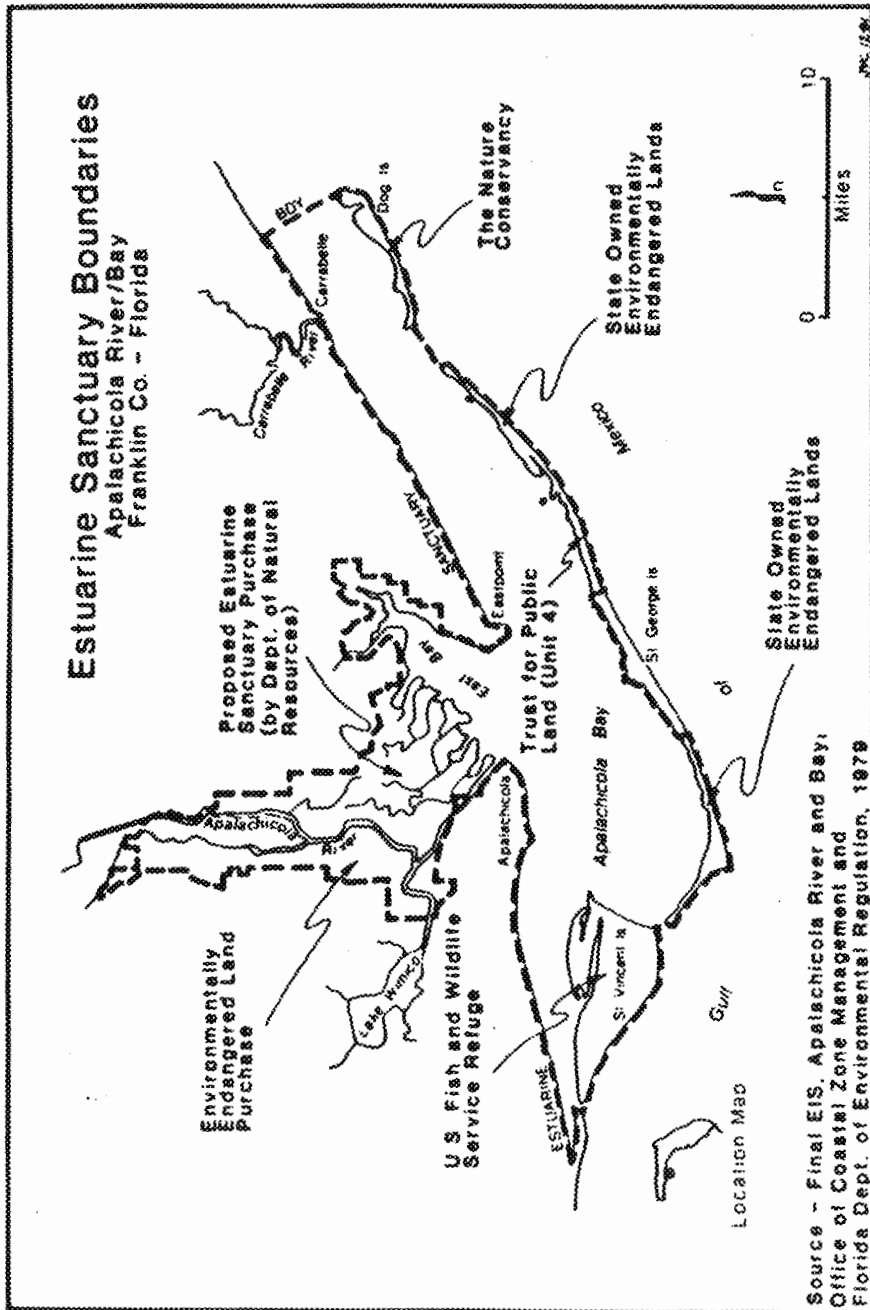 Estuarine Sanctuary Boundaries
Apalachicola River/Bay
Franklin Co. - Florida
Environmentally
Endangered Land
Purchase
Proposed Estuarine
Sanctuary Purchase
(by Dept. of Natural
Resources)
Apalachicola
River
Lake Wimico
US Fish and Wildlife
Service Refuge
East
Bay
Carrabelle
River
Carrabelle
BDY
SANCTUARY
Eastpoint
Dog Is
The Nature
Conservancy
Apalachicola
Trust for Public
Land (Unit 4)
Apalachicola Bay
ESTUARINE
St Vincent Is
St George Is
State Owned
Environmentally
Endangered Lands
State Owned
Environmentally
Endangered Lands
Gulf
of
Mexico
Location Map
n
0
10
Miles
Source - Final EIS, Apalachicola River and Bay;
Office of Coastal Zone Management and
Florida Dept. of Environmental Regulation, 1979